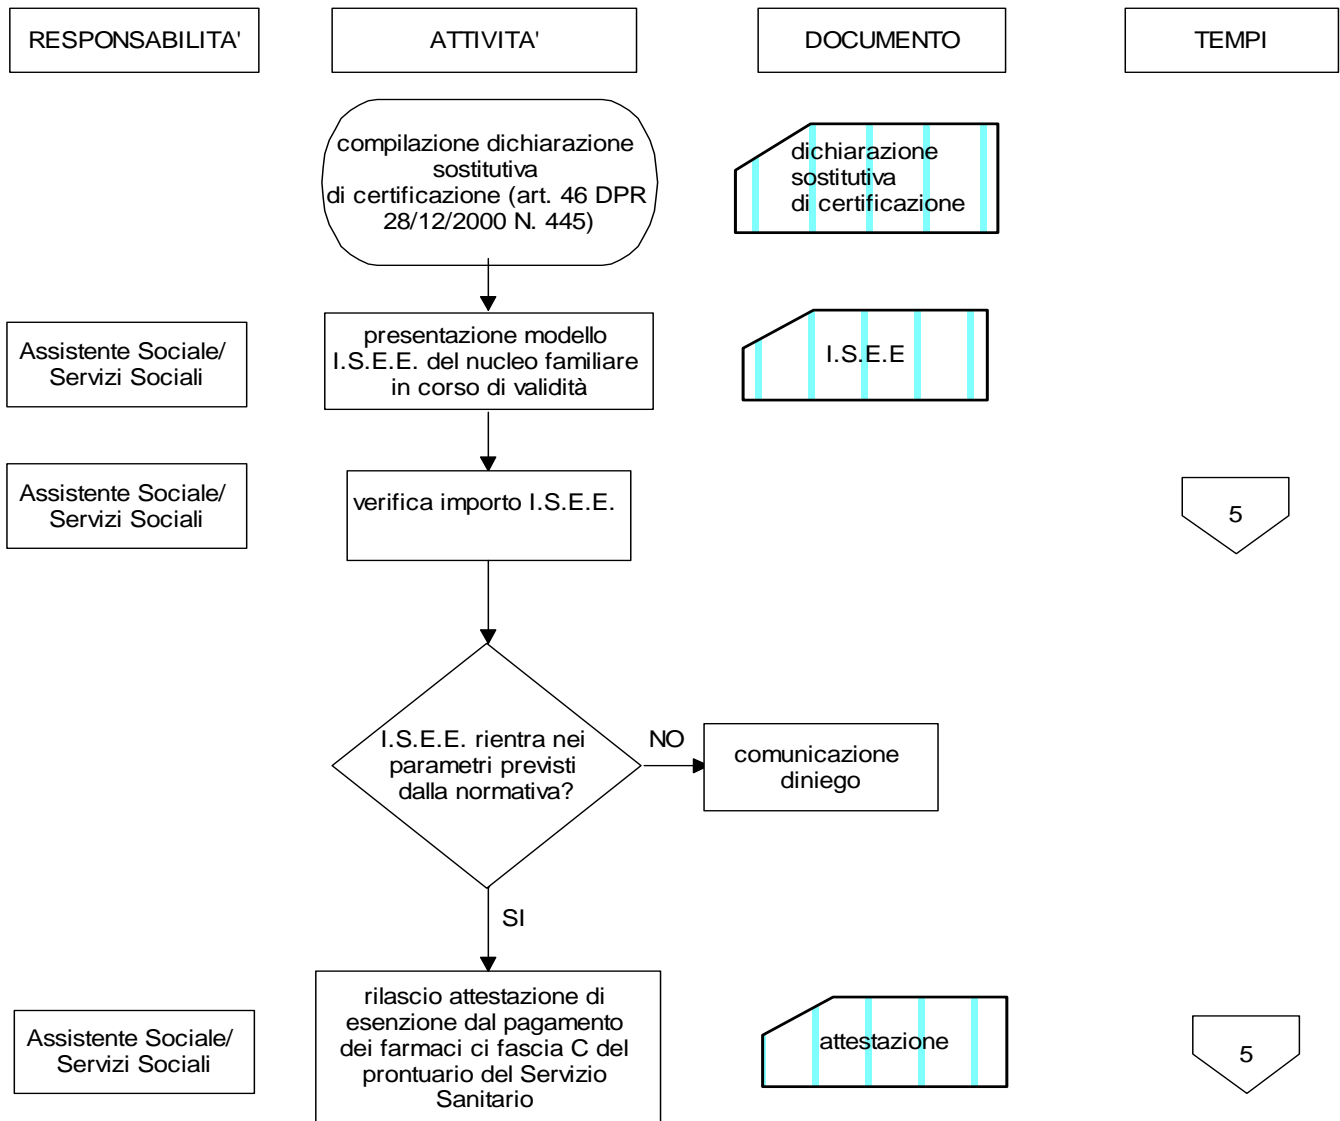 RESPONSABILITA'
ATTIVITA'
DOCUMENTO
TEMPI
compilazione dichiarazione
sostitutiva
di certificazione (art. 46 DPR
28/12/2000 N. 445)
dichiarazione
sostitutiva
di certificazione
Assistente Sociale/
Servizi Sociali
presentazione modello
I.S.E.E. del nucleo familiare
in corso di validità
I.S.E.E
Assistente Sociale/
Servizi Sociali
verifica importo I.S.E.E.
5
I.S.E.E. rientra nei
parametri previsti
dalla normativa?
NO
comunicazione
diniego
SI
Assistente Sociale/
Servizi Sociali
rilascio attestazione di
esenzione dal pagamento
dei farmaci ci fascia C del
prontuario del Servizio
Sanitario
attestazione
5